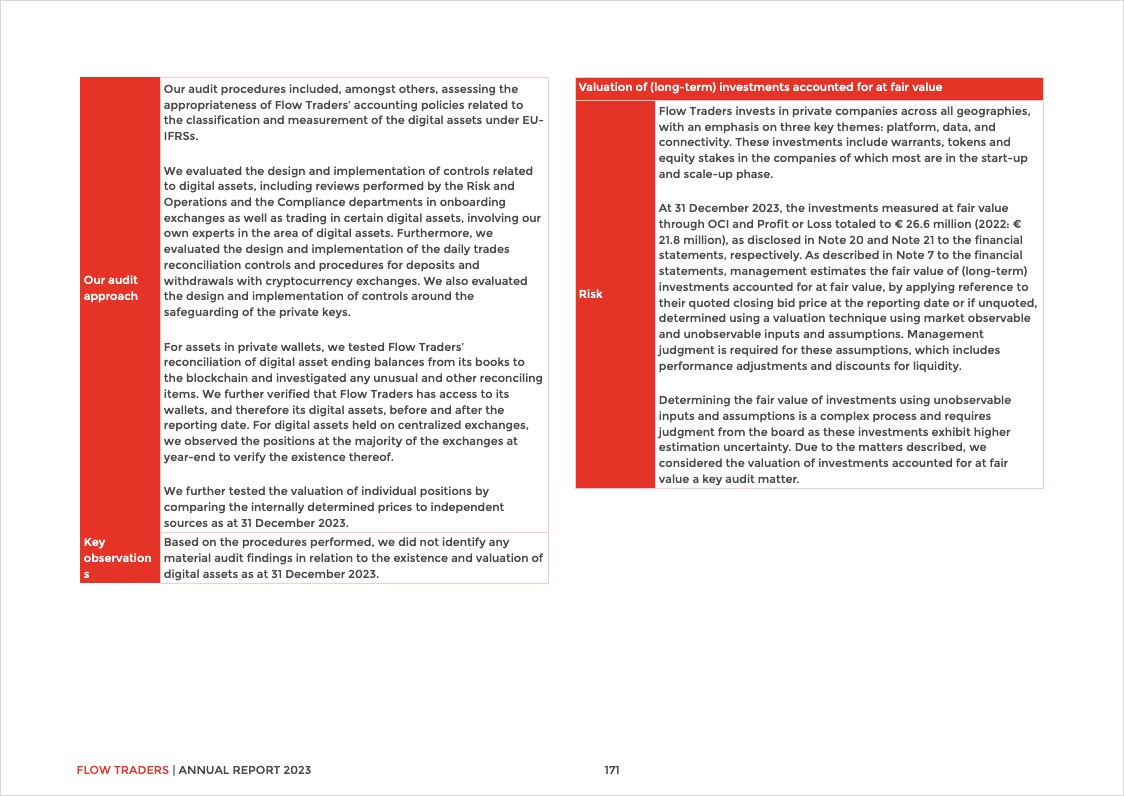 Our audit
approach
Our audit procedures included, amongst others, assessing the
appropriateness of Flow Traders’ accounting policies related to
the classification and measurement of the digital assets under EU-
IFRSs.
We evaluated the design and implementation of controls related
to digital assets, including reviews performed by the Risk and
Operations and the Compliance departments in onboarding
exchanges as well as trading in certain digital assets, involving our
own experts in the area of digital assets. Furthermore, we
evaluated the design and implementation of the daily trades
reconciliation controls and procedures for deposits and
withdrawals with cryptocurrency exchanges. We also evaluated
the design and implementation of controls around the
safeguarding of the private keys.
For assets in private wallets, we tested Flow Traders’
reconciliation of digital asset ending balances from its books to
the blockchain and investigated any unusual and other reconciling
items. We further verified that Flow Traders has access to its
wallets, and therefore its digital assets, before and after the
reporting date. For digital assets held on centralized exchanges,
we observed the positions at the majority of the exchanges at
year-end to verify the existence thereof.
We further tested the valuation of individual positions by
comparing the internally determined prices to independent
sources as at 31 December 2023.
Key
observation
s
Based on the procedures performed, we did not identify any
material audit findings in relation to the existence and valuation of
digital assets as at 31 December 2023.
Valuation of (long-term) investments accounted for at fair value
Risk
Flow Traders invests in private companies across all geographies,
with an emphasis on three key themes: platform, data, and
connectivity. These investments include warrants, tokens and
equity stakes in the companies of which most are in the start-up
and scale-up phase.
At 31 December 2023, the investments measured at fair value
through OCI and Profit or Loss totaled to € 26.6 million (2022: €
21.8 million), as disclosed in Note 20 and Note 21 to the financial
statements, respectively. As described in Note 7 to the financial
statements, management estimates the fair value of (long-term)
investments accounted for at fair value, by applying reference to
their quoted closing bid price at the reporting date or if unquoted,
determined using a valuation technique using market observable
and unobservable inputs and assumptions. Management
judgment is required for these assumptions, which includes
performance adjustments and discounts for liquidity.
Determining the fair value of investments using unobservable
inputs and assumptions is a complex process and requires
judgment from the board as these investments exhibit higher
estimation uncertainty. Due to the matters described, we
considered the valuation of investments accounted for at fair
value a key audit matter.
FLOW TRADERS | ANNUAL REPORT 2023
171